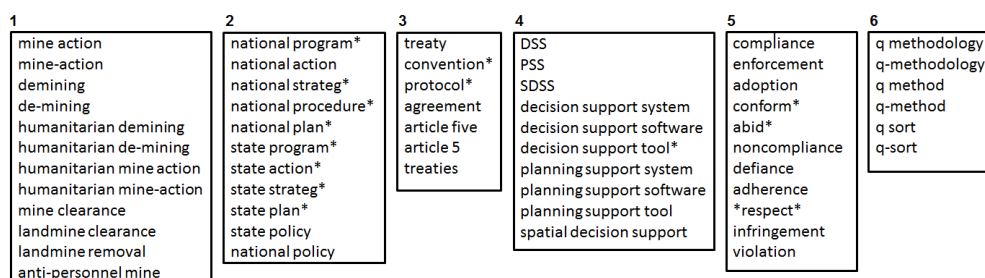 1
mine action
mine-action
demining
de-mining
humanitarian demining
humanitarian de-mining
humanitarian mine action
humanitarian mine-action
mine clearance
landmine clearance
landmine removal
anti-personnel mine
2
national program*
national action
national strateg*
national procedure*
national plan*
state program*
state action*
state strateg*
state plan*
state policy
national policy
3
treaty
convention*
protocol*
agreement
article five
article 5
treaties
4
DSS
PSS
SDSS
decision support system
decision support software
decision support tool*
planning support system
planning support software
planning support tool
spatial decision support
5
compliance
enforcement
adoption
conform*
abid*
noncompliance
defiance
adherence
*respect*
infringement
violation
6
q methodology
q-methodology
q method
q-method
q sort
q-sort